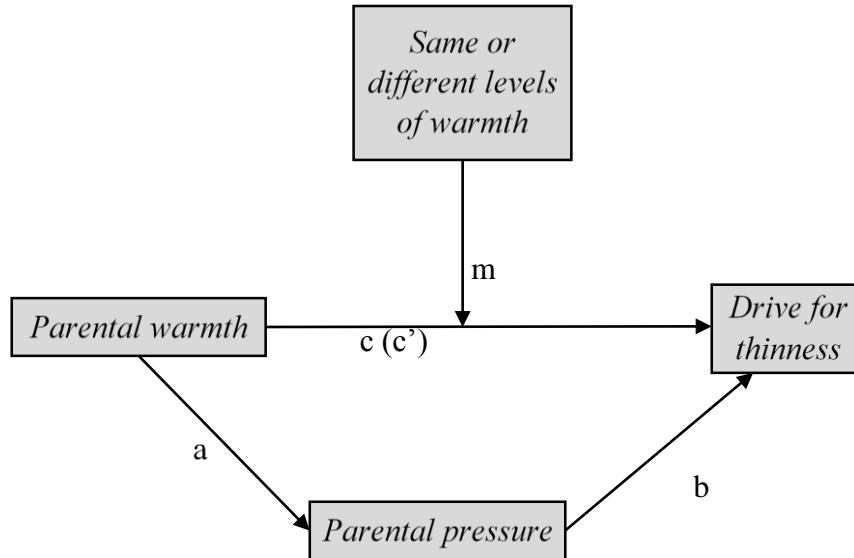 Same or
different levels
of warmth
m
Parental warmth
c (c’)
Drive for
thinness
a
b
Parental pressure